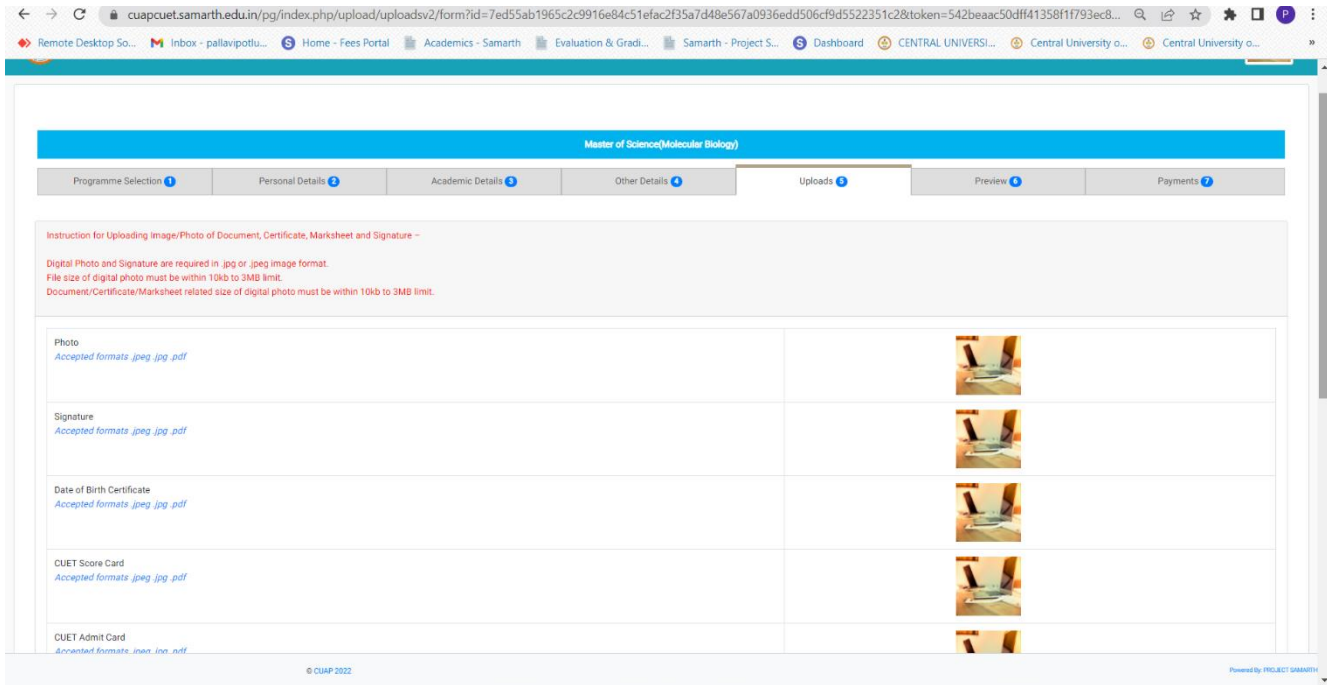 cuapcuet.samarth.edu.in/pg/index.php/upload/uploadsv2/form?id=7ed55ab1965c2c9916e84c51efac2f35a7d48e567a0936edd506cf9d5522351c28&token=542beaac50dff41358f1f793ec8...
P
Remote Desktop So... Inbox - pallavipotlu... Home - Fees Portal Academics - Samarth Evaluation & Gradi... Samarth - Project S... Dashboard CENTRAL UNIVERSI... Central University o... Central University o... »
Master of Science(Molecular Biology)
Programme Selection 1 Personal Details 2 Academic Details 3 Other Details 4 Uploads 5 Preview 6 Payments 7
Instruction for Uploading Image/Photo of Document, Certificate, Marksheet and Signature –
Digital Photo and Signature are required in .jpg or .jpeg image format.
File size of digital photo must be within 10kb to 3MB limit.
Document/Certificate/Marksheet related size of digital photo must be within 10kb to 3MB limit.
Photo
Accepted formats .jpeg .jpg .pdf
Signature
Accepted formats .jpeg .jpg .pdf
Date of Birth Certificate
Accepted formats .jpeg .jpg .pdf
CUET Score Card
Accepted formats .jpeg .jpg .pdf
CUET Admit Card
Accepted formats .jpeg .jpg .pdf
© CUAP 2022
Powered By: PROJECT SAMARTH